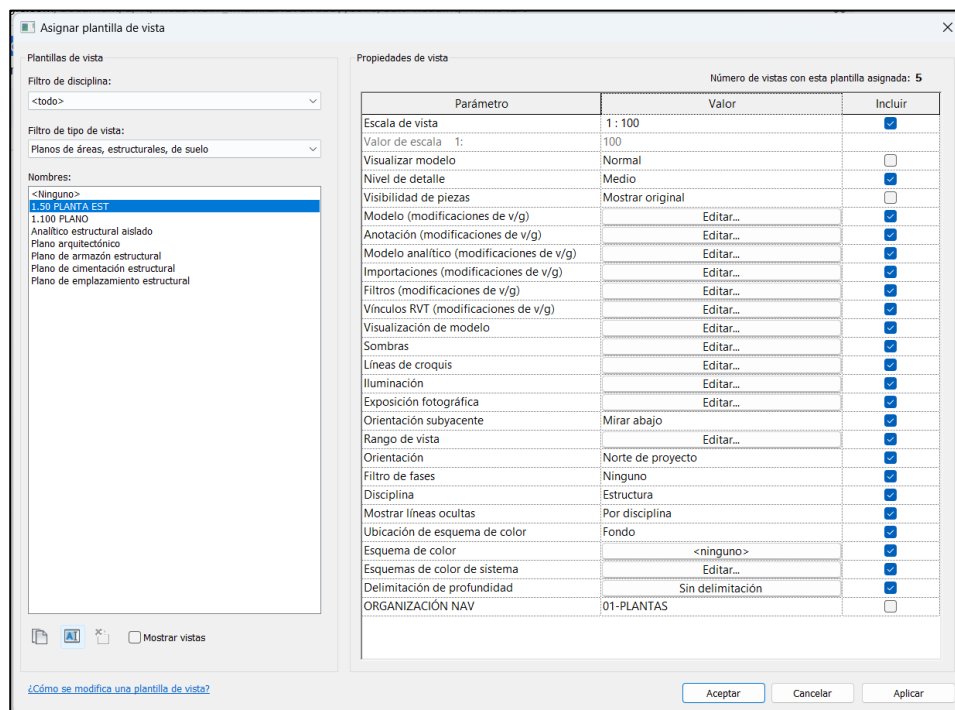 Asignar plantilla de vista
Plantillas de vista
Filtro de disciplina:
<todo>
Filtro de tipo de vista:
Planos de áreas, estructurales, de suelo
Nombres:
<Ninguno>
1.50 PLANTA EST
1.100 PLANO
Analítico estructural aislado
Plano arquitectónico
Plano de armazón estructural
Plano de cimentación estructural
Plano de emplazamiento estructural
Mostrar vistas
¿Cómo se modifica una plantilla de vista?
Propiedades de vista
Número de vistas con esta plantilla asignada: 5
Parámetro Valor Incluir
Escala de vista 1 : 100
Valor de escala 1: 100
Visualizar modelo Normal
Nivel de detalle Medio
Visibilidad de piezas Mostrar original
Modelo (modificaciones de v/g) Editar...
Anotación (modificaciones de v/g) Editar...
Modelo analítico (modificaciones de v/g) Editar...
Importaciones (modificaciones de v/g) Editar...
Filtros (modificaciones de v/g) Editar...
Vínculos RVT (modificaciones de v/g) Editar...
Visualización de modelo Editar...
Sombras Editar...
Líneas de croquis Editar...
Iluminación Editar...
Exposición fotográfica Editar...
Orientación subyacente Mirar abajo
Rango de vista Editar...
Orientación Norte de proyecto
Filtro de fases Ninguno
Disciplina Estructura
Mostrar líneas ocultas Por disciplina
Ubicación de esquema de color Fondo
Esquema de color <ninguno>
Esquemas de color de sistema Editar...
Delimitación de profundidad Sin delimitación
ORGANIZACIÓN NAV 01-PLANTAS
Aceptar Cancelar Aplicar